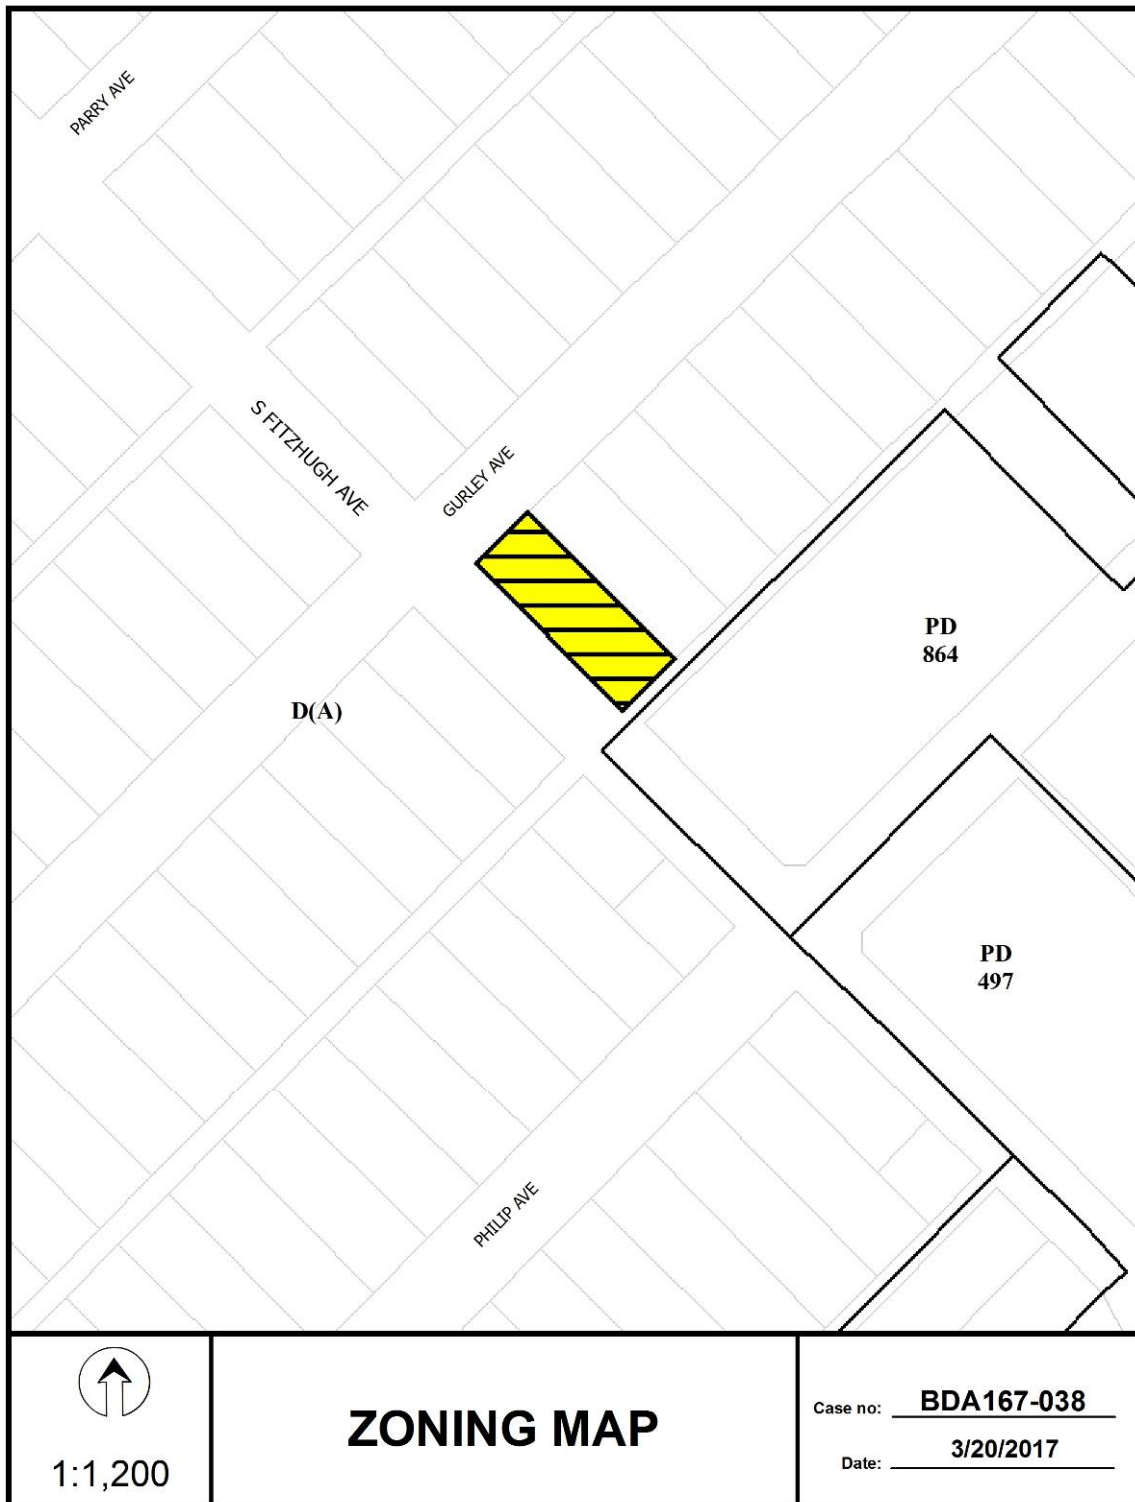 PARRY AVE
S FITZHUGH AVE
GURLEY AVE
PD
864
D(A)
PD
497
PHILIP AVE
1:1,200
ZONING MAP
Case no: BDA167-038
Date: 3/20/2017